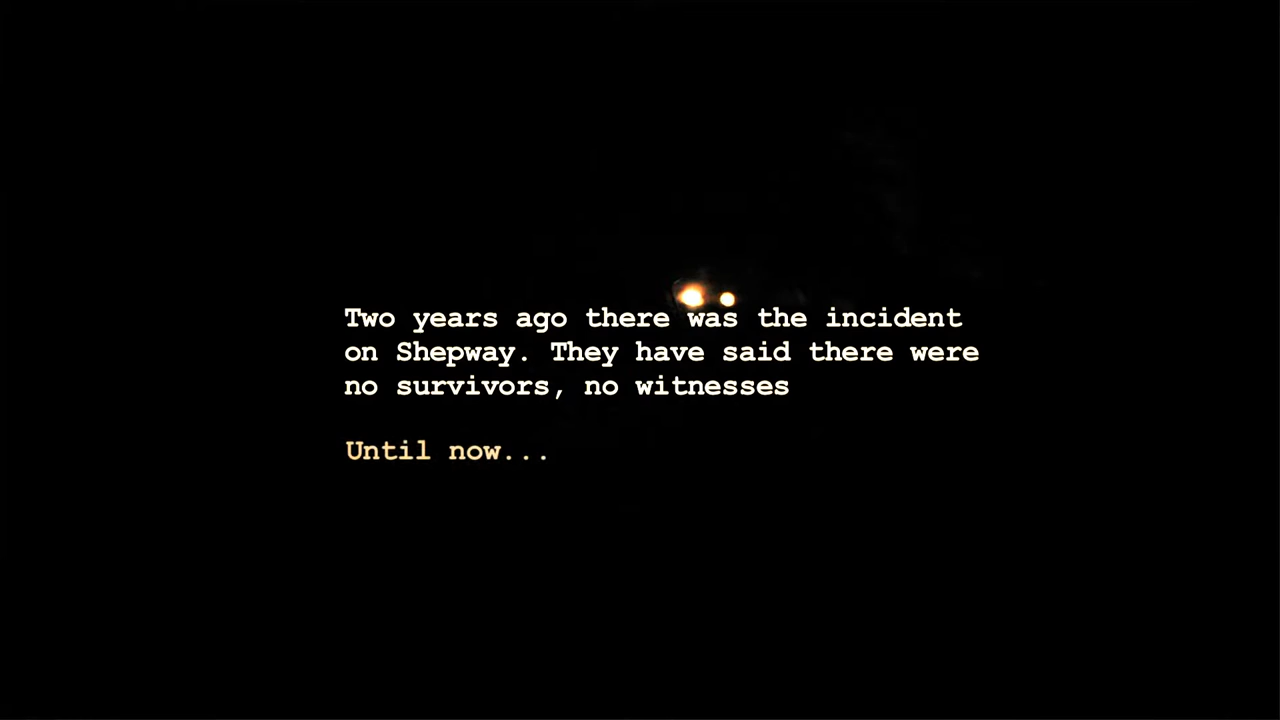 Two years ago there was the incident
on Shepway. They have said there were
no survivors, no witnesses
Until now...